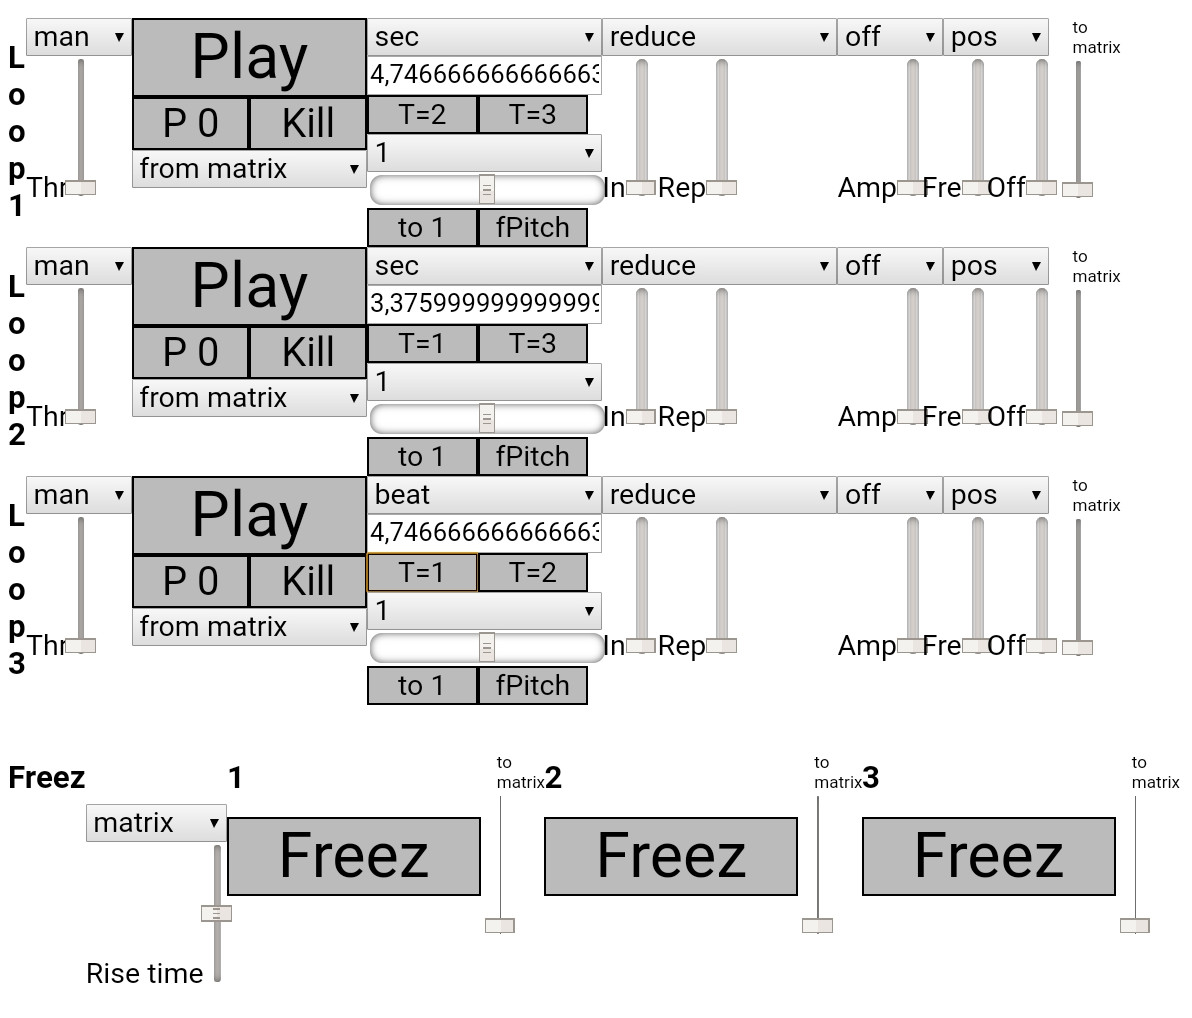 Loop1
man
Play
P 0
Kill
from matrix
sec
4,746666666666663
T=2
T=3
1
to 1
fPitch
reduce
off
pos
to
matrix
Thr
In
Rep
Amp
Fre
Off
Loop2
man
Play
P 0
Kill
from matrix
sec
3,375999999999999
T=1
T=3
1
to 1
fPitch
reduce
off
pos
to
matrix
Thr
In
Rep
Amp
Fre
Off
Loop3
man
Play
P 0
Kill
from matrix
beat
4,746666666666663
T=1
T=2
1
to 1
fPitch
reduce
off
pos
to
matrix
Thr
In
Rep
Amp
Fre
Off
Freez
matrix
Rise time
1
Freez
to
matrix
2
Freez
to
matrix
3
Freez
to
matrix